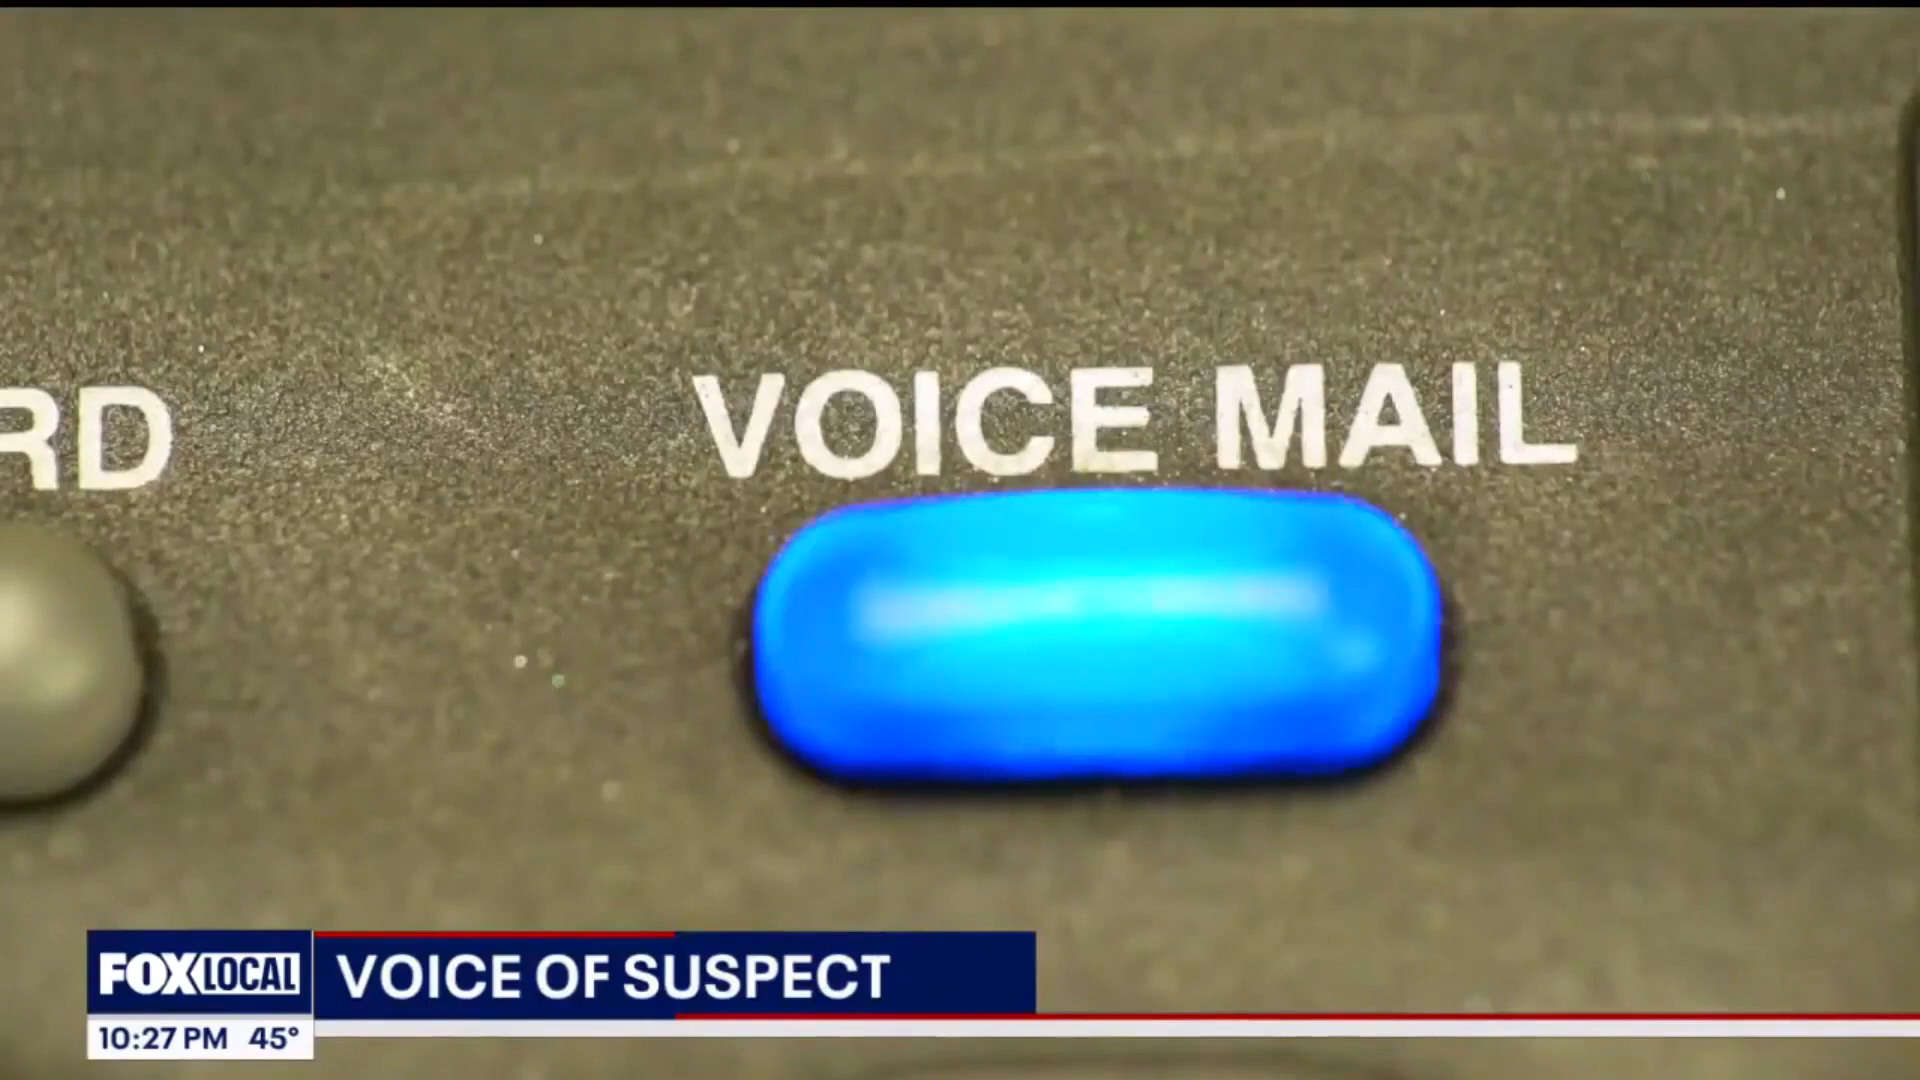 RD
VOICE MAIL
FOX LOCAL
VOICE OF SUSPECT
10:27 PM 45°